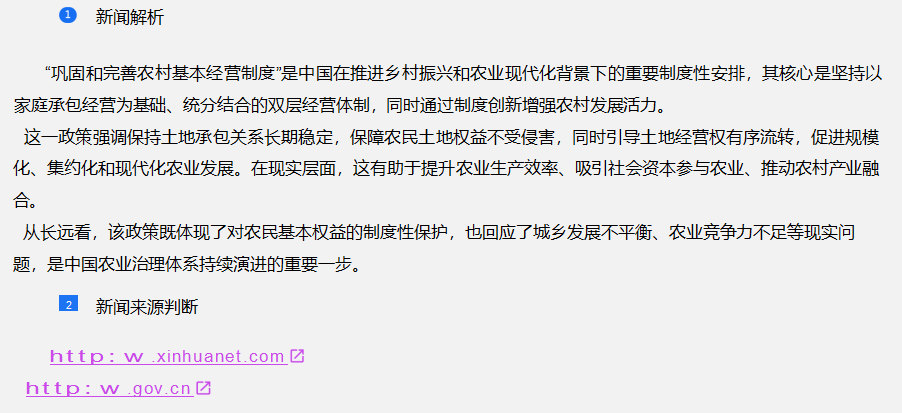 1 新闻解析
“巩固和完善农村基本经营制度”是中国在推进乡村振兴和农业现代化背景下的重要制度性安排，其核心是坚持以
家庭承包经营为基础、统分结合的双层经营体制，同时通过制度创新增强农村发展活力。
这一政策强调保持土地承包关系长期稳定，保障农民土地权益不受侵害，同时引导土地经营权有序流转，促进规模
化、集约化和现代化农业发展。在现实层面，这有助于提升农业生产效率、吸引社会资本参与农业、推动农村产业融
合。
从长远看，该政策既体现了对农民基本权益的制度性保护，也回应了城乡发展不平衡、农业竞争力不足等现实问
题，是中国农业治理体系持续演进的重要一步。
2 新闻来源判断
http: w .xinhuanet.com
http: w .gov.cn